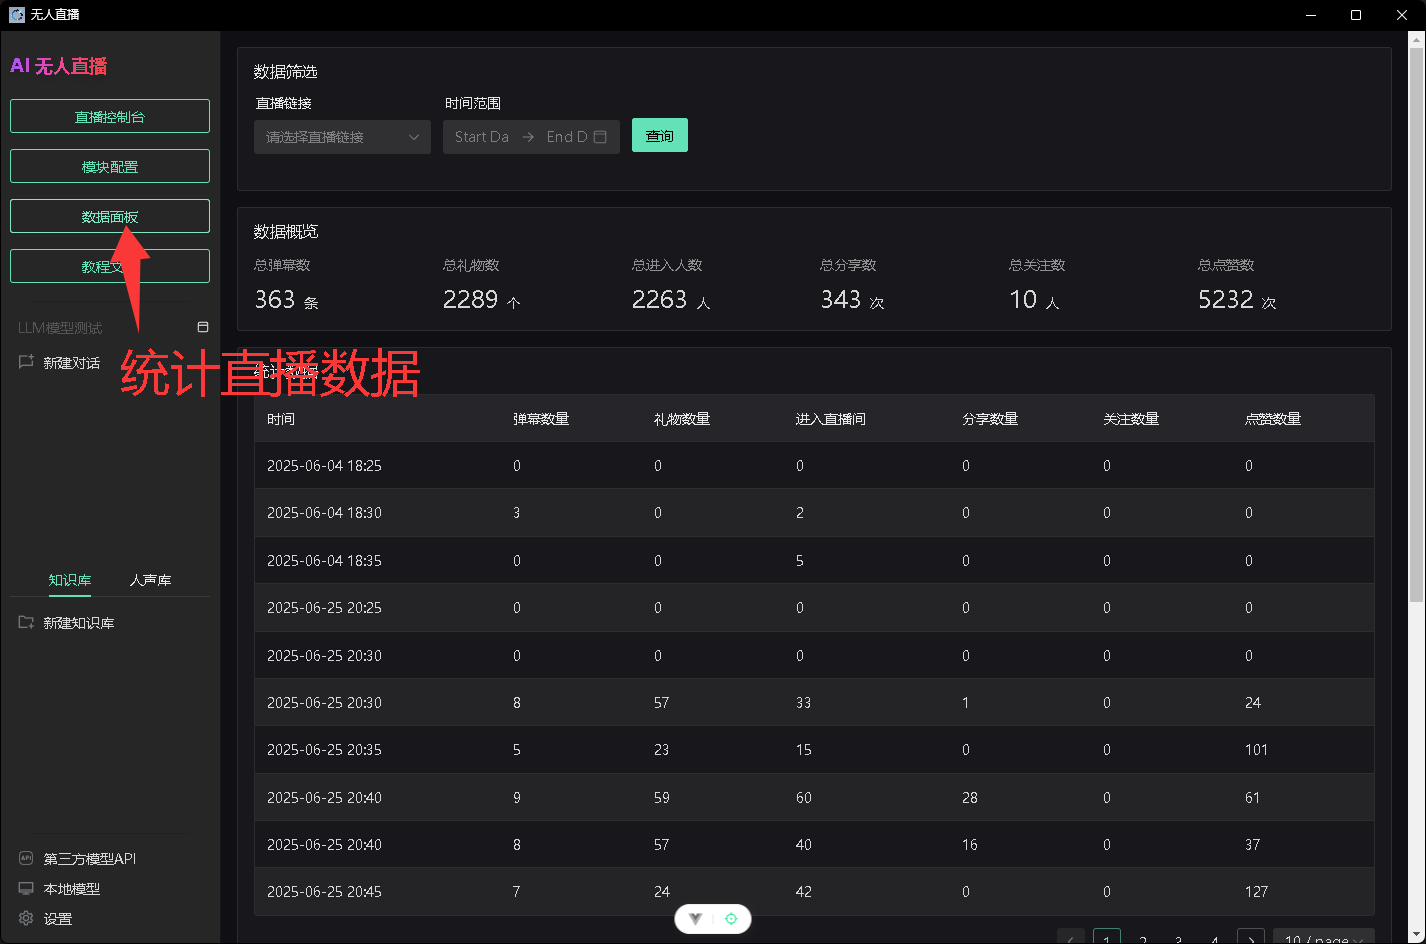 无人直播
AI 无人直播
直播控制台
模块配置
数据面板
教程文
LLM模型测试
新建对话
知识库 人声库
新建知识库
第三方模型API
本地模型
设置
数据筛选
直播链接 时间范围
请选择直播链接 Start Da → End D 查询
数据概览
总弹幕数 总礼物数 总进入人数 总分享数 总关注数 总点赞数
363 条 2289 个 2263 人 343 次 10 人 5232 次
统计直播数据
统计数据
时间 弹幕数量 礼物数量 进入直播间 分享数量 关注数量 点赞数量
2025-06-04 18:25 0 0 0 0 0 0
2025-06-04 18:30 3 0 2 0 0 0
2025-06-04 18:35 0 0 5 0 0 0
2025-06-25 20:25 0 0 0 0 0 0
2025-06-25 20:30 0 0 0 0 0 0
2025-06-25 20:30 8 57 33 1 0 24
2025-06-25 20:35 5 23 15 0 0 101
2025-06-25 20:40 9 59 60 28 0 61
2025-06-25 20:40 8 57 40 16 0 37
2025-06-25 20:45 7 24 42 0 0 127
1 2 3 4 10 / page